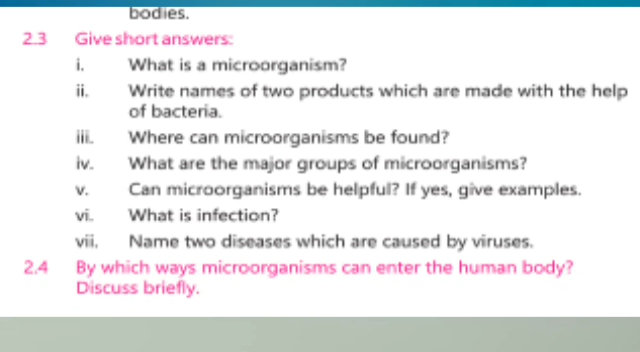 bodies.
2.3 Give short answers:
i. What is a microorganism?
ii. Write names of two products which are made with the help
of bacteria.
iii. Where can microorganisms be found?
iv. What are the major groups of microorganisms?
v. Can microorganisms be helpful? If yes, give examples.
vi. What is infection?
vii. Name two diseases which are caused by viruses.
2.4 By which ways microorganisms can enter the human body?
Discuss briefly.